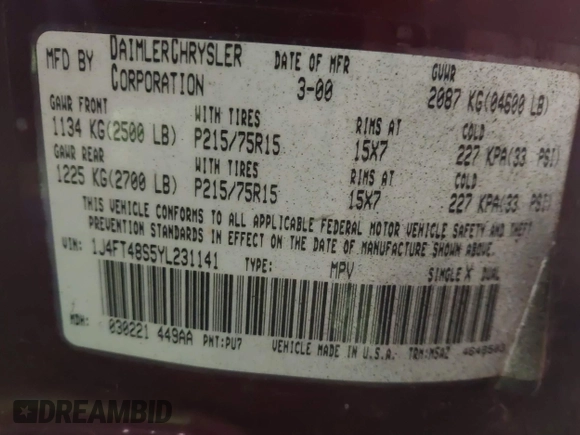 MFD BY DAIMLERCHRYSLER CORPORATION DATE OF MFR 3-00 GVWR 2087 KG(04600 LB)
GAWR FRONT WITH TIRES RIMS AT COLD
1134 KG(2500 LB) P215/75R15 15X7 227 KPA(33 PSI)
GAWR REAR WITH TIRES RIMS AT COLD
1225 KG(2700 LB) P215/75R15 15X7 227 KPA(33 PSI)
THIS VEHICLE CONFORMS TO ALL APPLICABLE FEDERAL MOTOR VEHICLE SAFETY AND THEFT
PREVENTION STANDARDS IN EFFECT ON THE DATE OF MANUFACTURE SHOWN ABOVE.
VIN: 1J4FT48S5YL231141 TYPE: MPV SINGLE X DUAL
MDH: 030221 449AA PNT:PU7 VEHICLE MADE IN U.S.A. TRM:NSAZ
DREAMBID